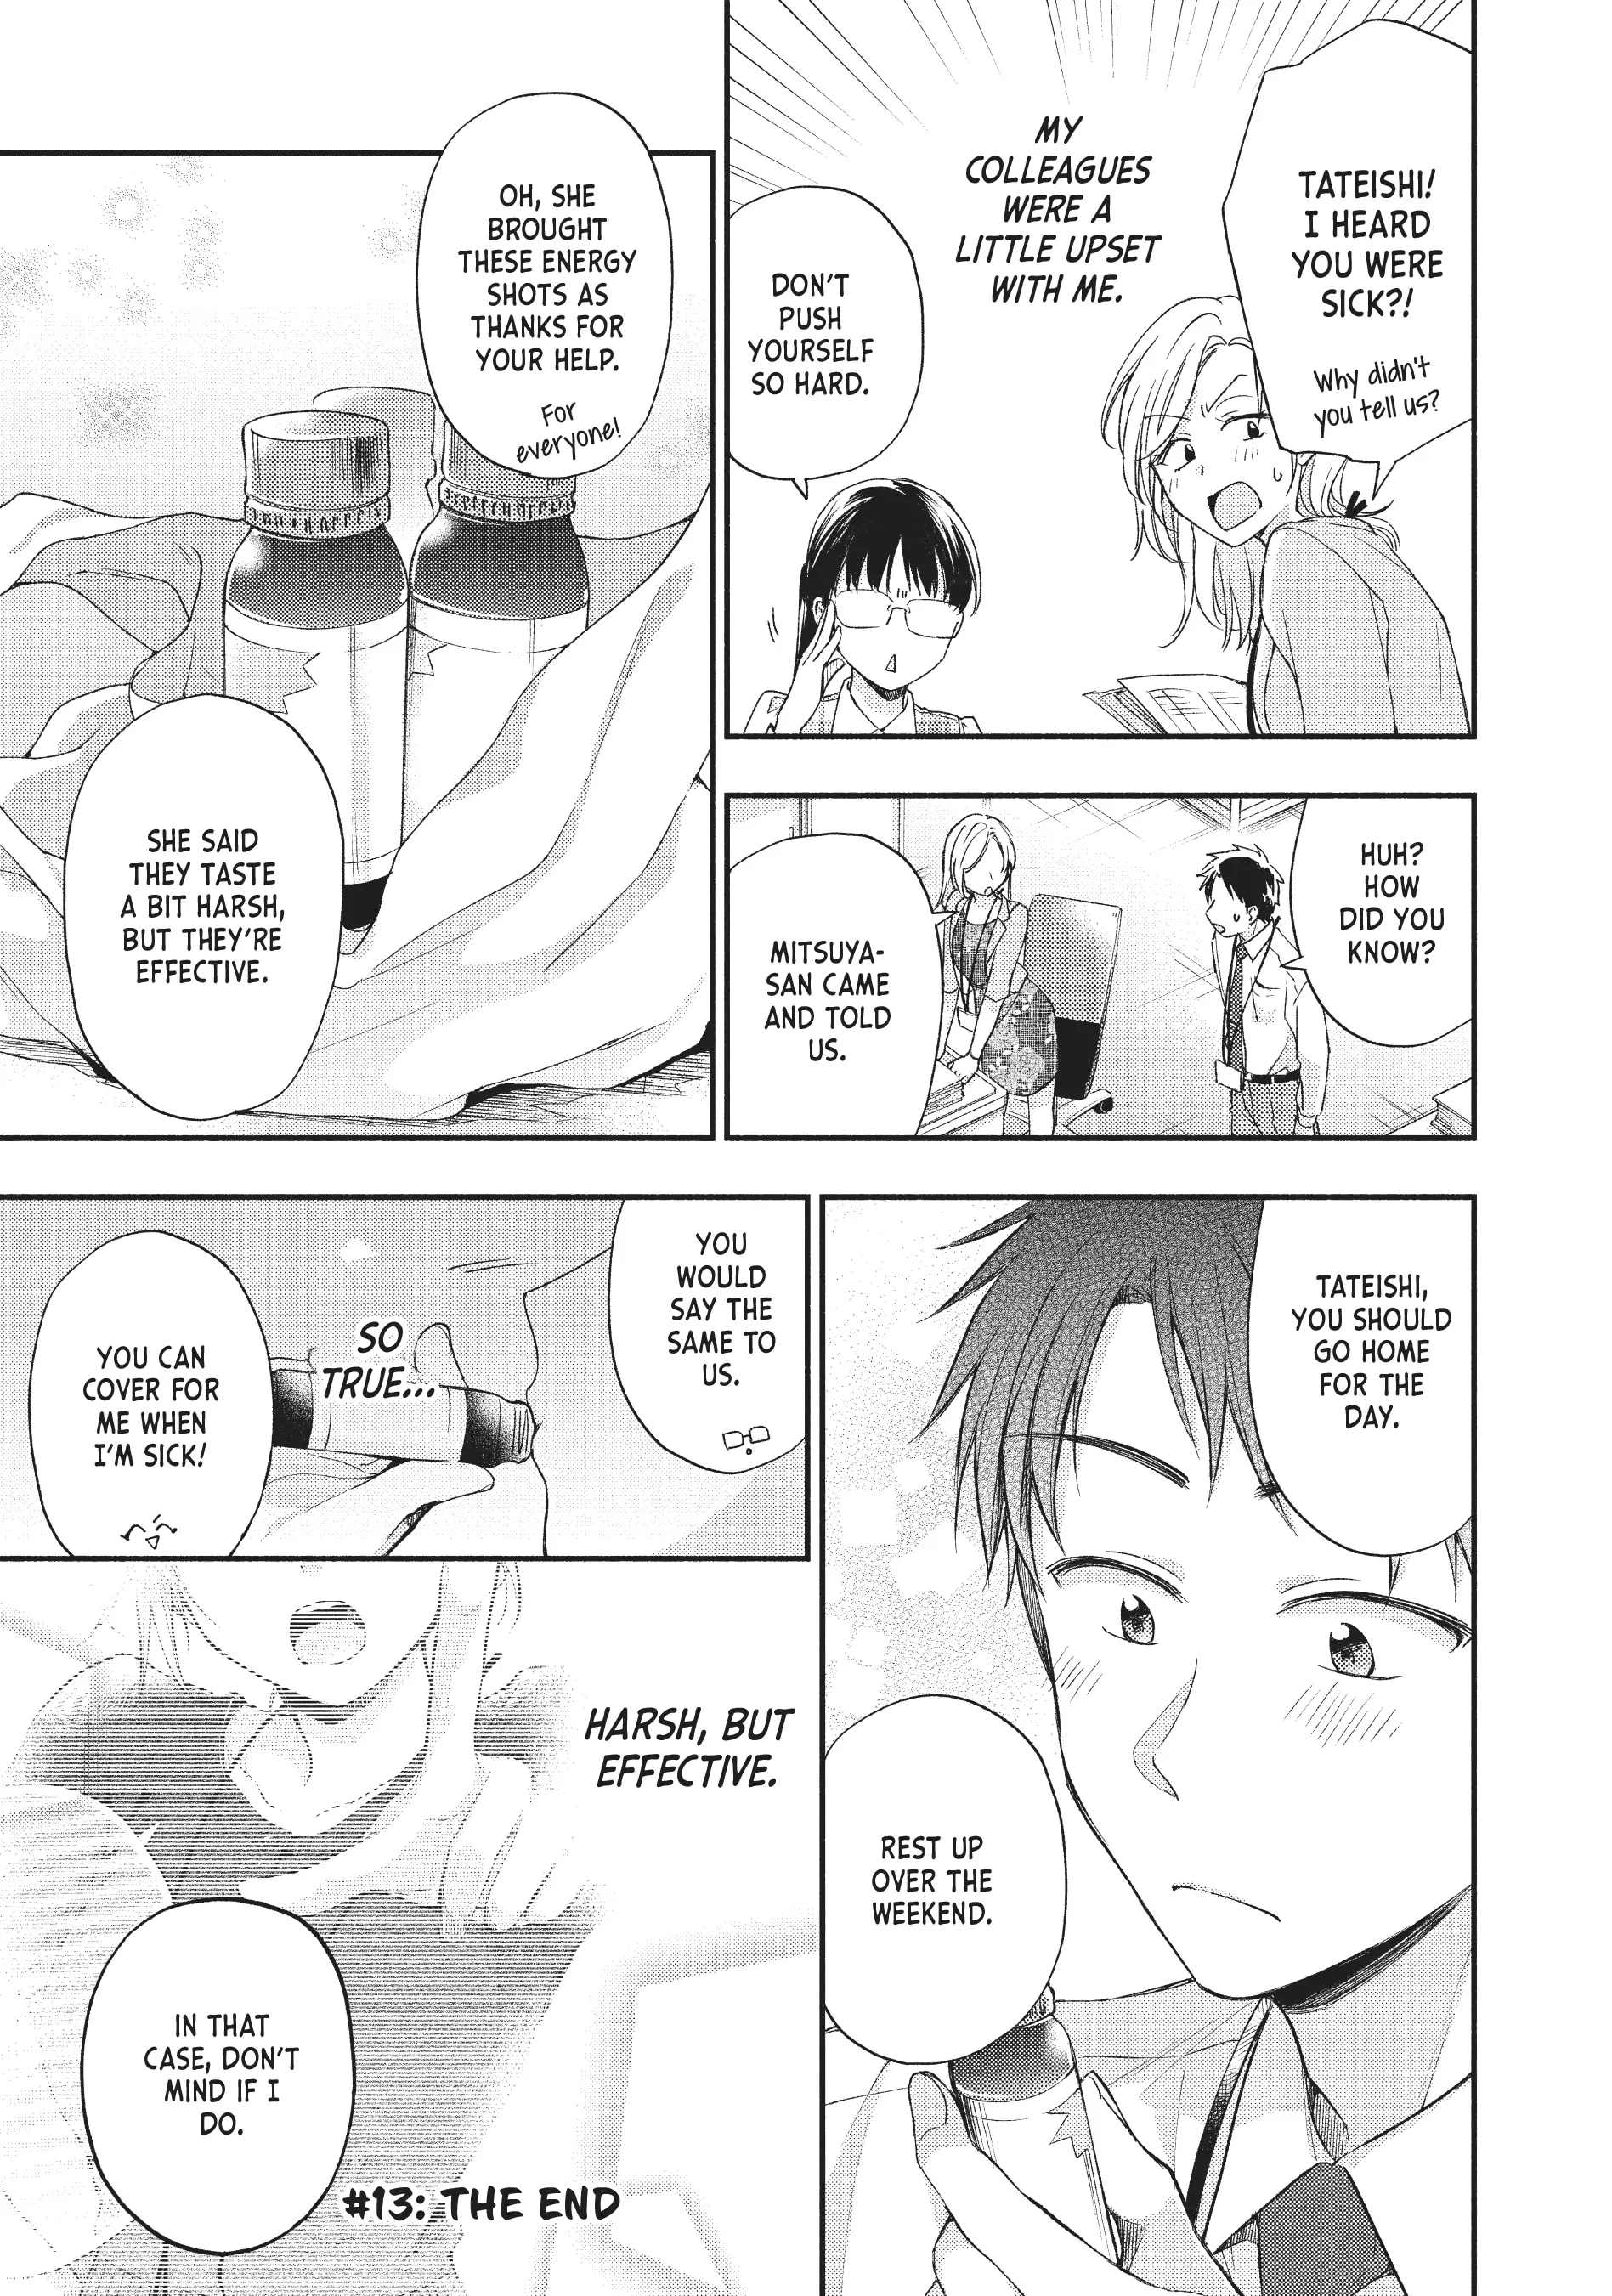 TATEISHI!
I HEARD
YOU WERE
SICK?!
Why didn't
you tell us?
MY
COLLEAGUES
WERE A
LITTLE UPSET
WITH ME.
DON'T
PUSH
YOURSELF
SO HARD.
HUH?
HOW
DID YOU
KNOW?
MITSUYA-
SAN CAME
AND TOLD
US.
OH, SHE
BROUGHT
THESE ENERGY
SHOTS AS
THANKS FOR
YOUR HELP.
For
everyone!
SHE SAID
THEY TASTE
A BIT HARSH,
BUT THEY'RE
EFFECTIVE.
TATEISHI,
YOU SHOULD
GO HOME
FOR THE
DAY.
REST UP
OVER THE
WEEKEND.
YOU
WOULD
SAY THE
SAME TO
US.
SO
TRUE...
YOU CAN
COVER FOR
ME WHEN
I'M SICK!
HARSH, BUT
EFFECTIVE.
IN THAT
CASE, DON'T
MIND IF I
DO.
#13: THE END